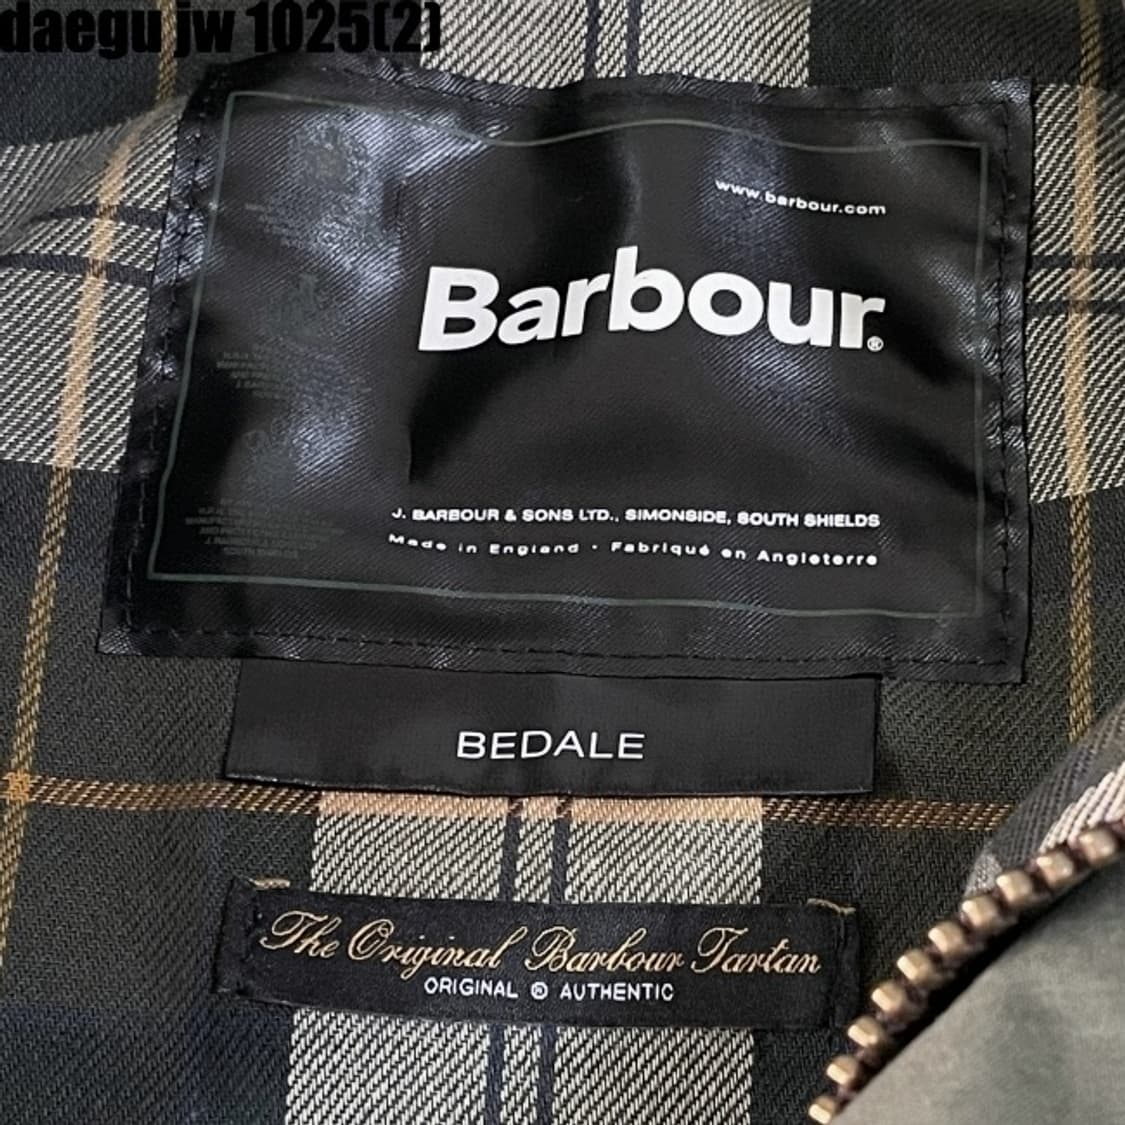 daegu jw 1025(2)
www.barbour.com
Barbour®
J. BARBOUR & SONS LTD., SIMONSIDE, SOUTH SHIELDS
Made in England · Fabriqué en Angleterre
BEDALE
The Original Barbour Tartan
ORIGINAL ® AUTHENTIC